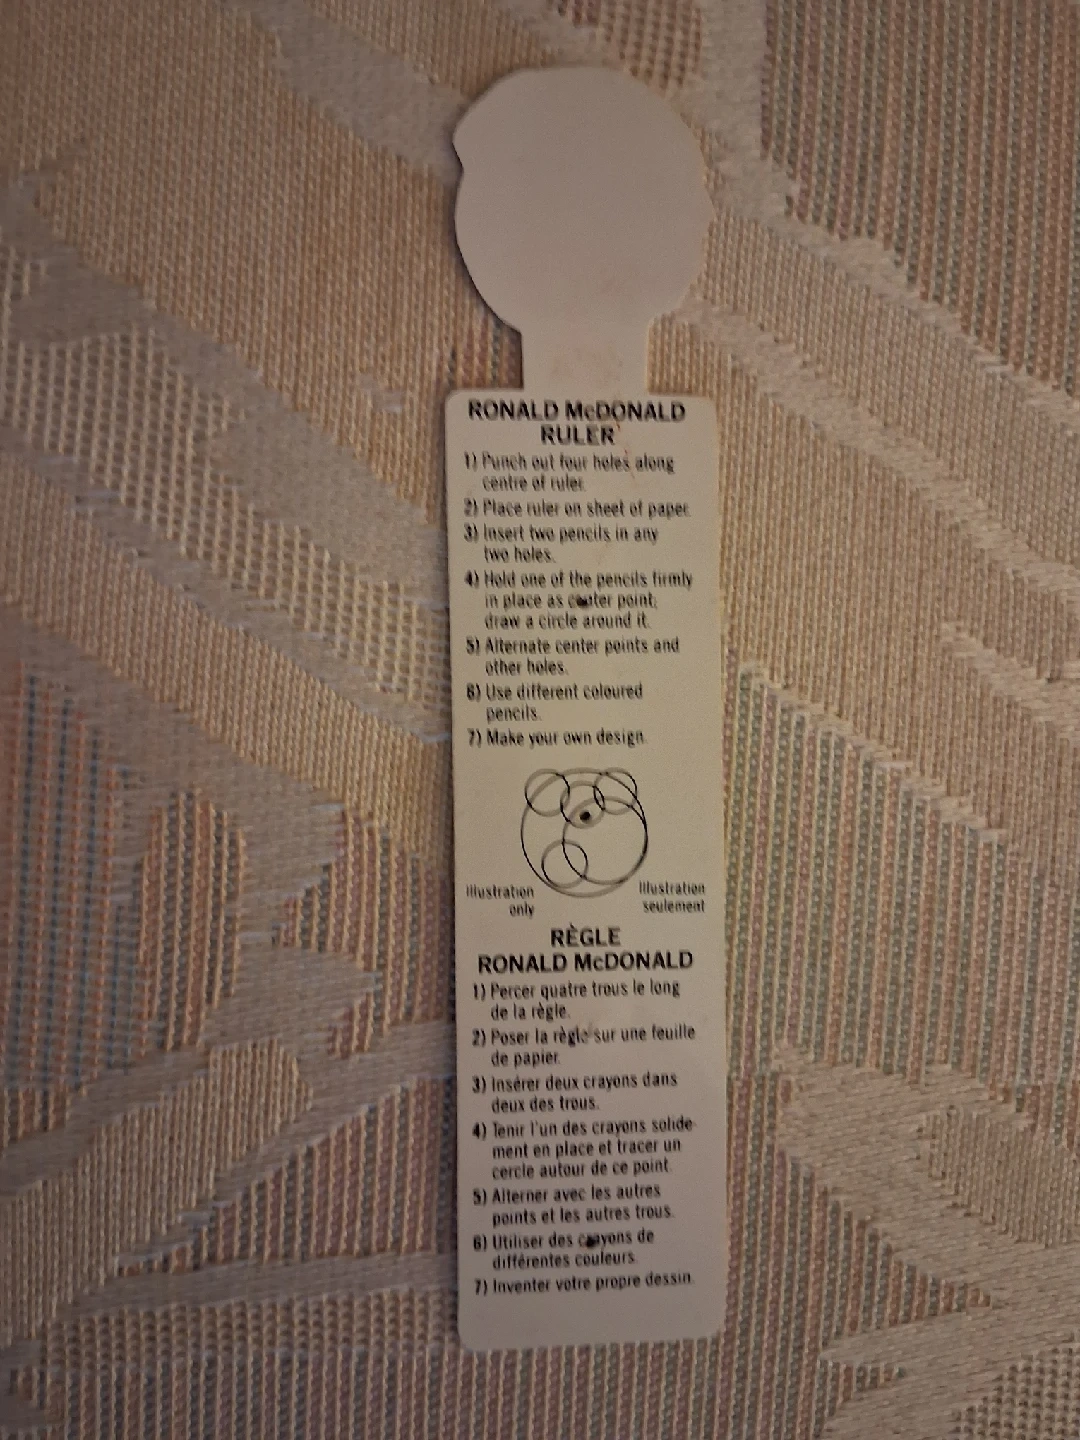 RONALD McDONALD
RULER
1) Punch out four holes along
centre of ruler.
2) Place ruler on sheet of paper.
3) Insert two pencils in any
two holes.
4) Hold one of the pencils firmly
in place as center point;
draw a circle around it.
5) Alternate center points and
other holes.
6) Use different coloured
pencils.
7) Make your own design.
Illustration
only
Illustration
seulement
RÈGLE
RONALD McDONALD
1) Percer quatre trous le long
de la règle.
2) Poser la règle sur une feuille
de papier.
3) Insérer deux crayons dans
deux des trous.
4) Tenir l'un des crayons solide-
ment en place et tracer un
cercle autour de ce point.
5) Alterner avec les autres
points et les autres trous.
6) Utiliser des crayons de
différentes couleurs.
7) Inventer votre propre dessin.